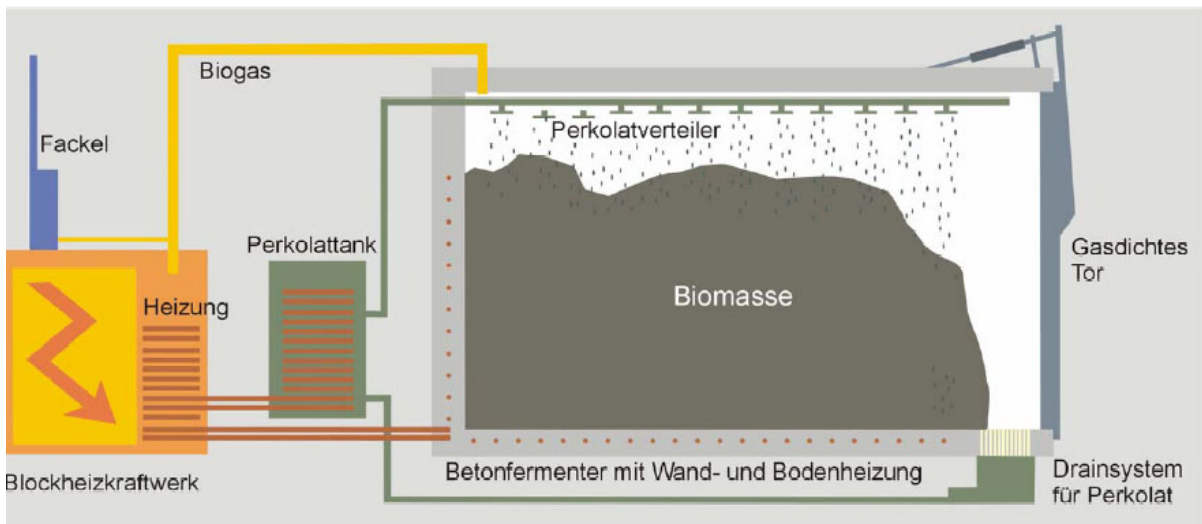 Biogas
Fackel
Perkolatverteiler
Perkolattank
Gasdichtes
Tor
Heizung
Biomasse
Betonfermenter mit Wand- und Bodenheizung
Blockheizkraftwerk
Drainsystem
für Perkolat